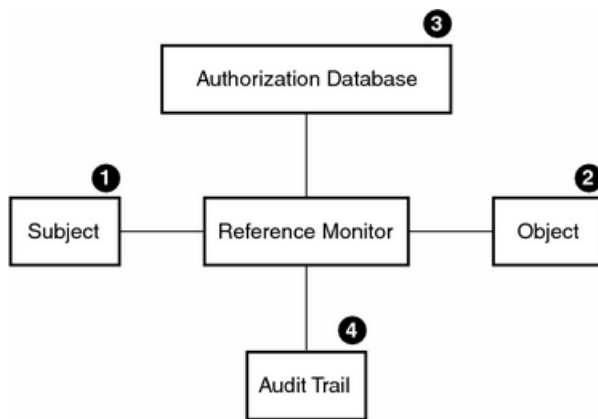 3
Authorization Database
1
2
Subject
Reference Monitor
Object
4
Audit Trail